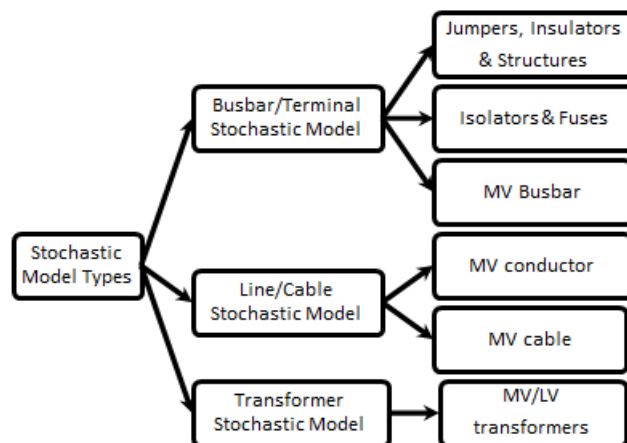 Jumpers, Insulators
& Structures
Busbar/Terminal
Stochastic Model
Isolators & Fuses
MV Busbar
Stochastic
Model Types
Line/Cable
Stochastic Model
MV conductor
MV cable
Transformer
Stochastic Model
MV/LV
transformers